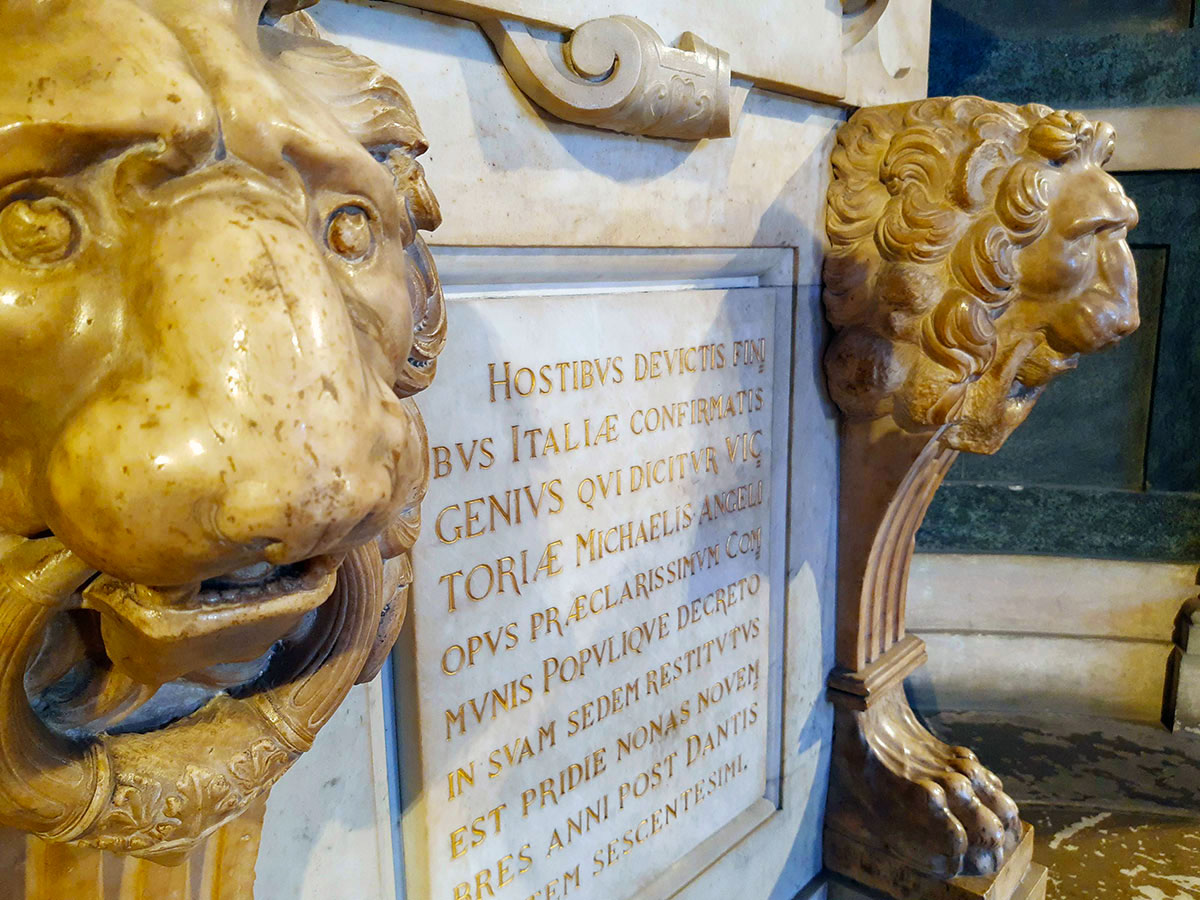 HOSTIBVS DEVICTIS FINI
BVS ITALIÆ CONFIRMATIS
GENIVS QVI DICITVR VIC
TORIÆ MICHAELIS ANGELI
OPVS PRÆCLARISSIMVM COM
MVNIS POPVLIQVE DECRETO
IN SVAM SEDEM RESTITVTVS
EST PRIDIE NONAS NOVEM
BRES ANNI POST DANTIS
TEM SESCENTESIMI.